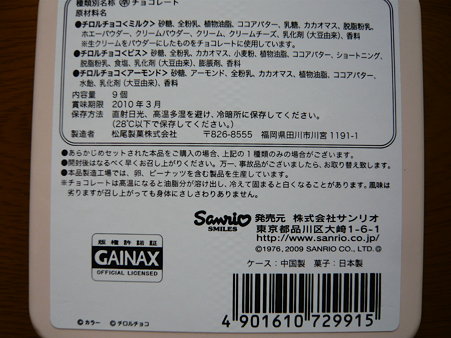 種類別名称 準 チョコレート
原材料名
●チロルチョコ<ミルク> 砂糖、全粉乳、植物油脂、ココアバター、乳糖、カカオマス、脱脂粉乳、
ホエーパウダー、クリームパウダー、クリーム、クリームチーズ、乳化剤（大豆由来）、香料
※生クリームをパウダーにしたものをチョコレートに使用しています。
●チロルチョコ<ビス> 砂糖、全粉乳、カカオマス、小麦粉、植物油脂、ココアバター、ショートニング、
脱脂粉乳、食塩、乳化剤（大豆由来）、膨脹剤、香料
●チロルチョコ<アーモンド> 砂糖、アーモンド、全粉乳、カカオマス、植物油脂、ココアバター、
水飴、乳化剤（大豆由来）、香料
内容量 9個
賞味期限 2010年3月
保存方法 直射日光、高温多湿を避け、冷暗所に保存してください。
（28℃以下で保存してください。）
製造者 松尾製菓株式会社 〒826-8555 福岡県田川市川宮1191-1
●あらかじめセットされた本品をご購入の場合、上記の1種類のみの場合がございます。
●開封後はなるべく早くお召し上がりください。万一、事故品がございましたら、お取り替え致します。
●本品製造工場では、卵、ピーナッツを含む製品を生産しています。
※チョコレートは高温になると油脂分が溶け出し、冷えて固まると白くなることがあります。風味は
劣りますが召し上がっても身体にさしさわりありません。
Sanrio SMILES 発売元 株式会社サンリオ
東京都品川区大崎1-6-1
http://www.sanrio.co.jp/
©1976, 2009 SANRIO CO., LTD.
ケース：中国製 菓子：日本製
版権許諾証
GAINAX
OFFICIAL LICENSED
©カラー ©チロルチョコ
4 901610 729915